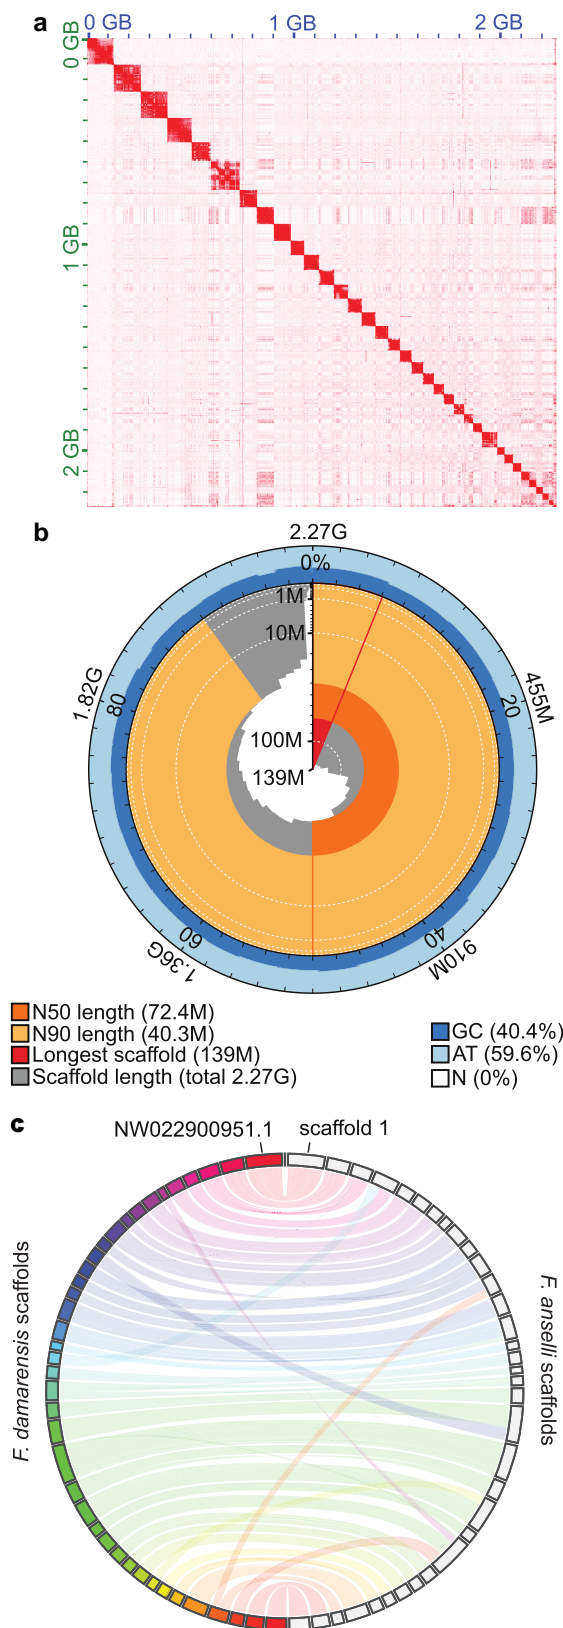 a
0 GB
1 GB
2 GB
0 GB
1 GB
2 GB
b
2.27G
0%
1M
10M
100M
139M
20
455M
40
910M
60
1.36G
80
1.82G
N50 length (72.4M)
N90 length (40.3M)
Longest scaffold (139M)
Scaffold length (total 2.27G)
GC (40.4%)
AT (59.6%)
N (0%)
c
NW022900951.1
scaffold 1
F. damarensis scaffolds
F. anselli scaffolds